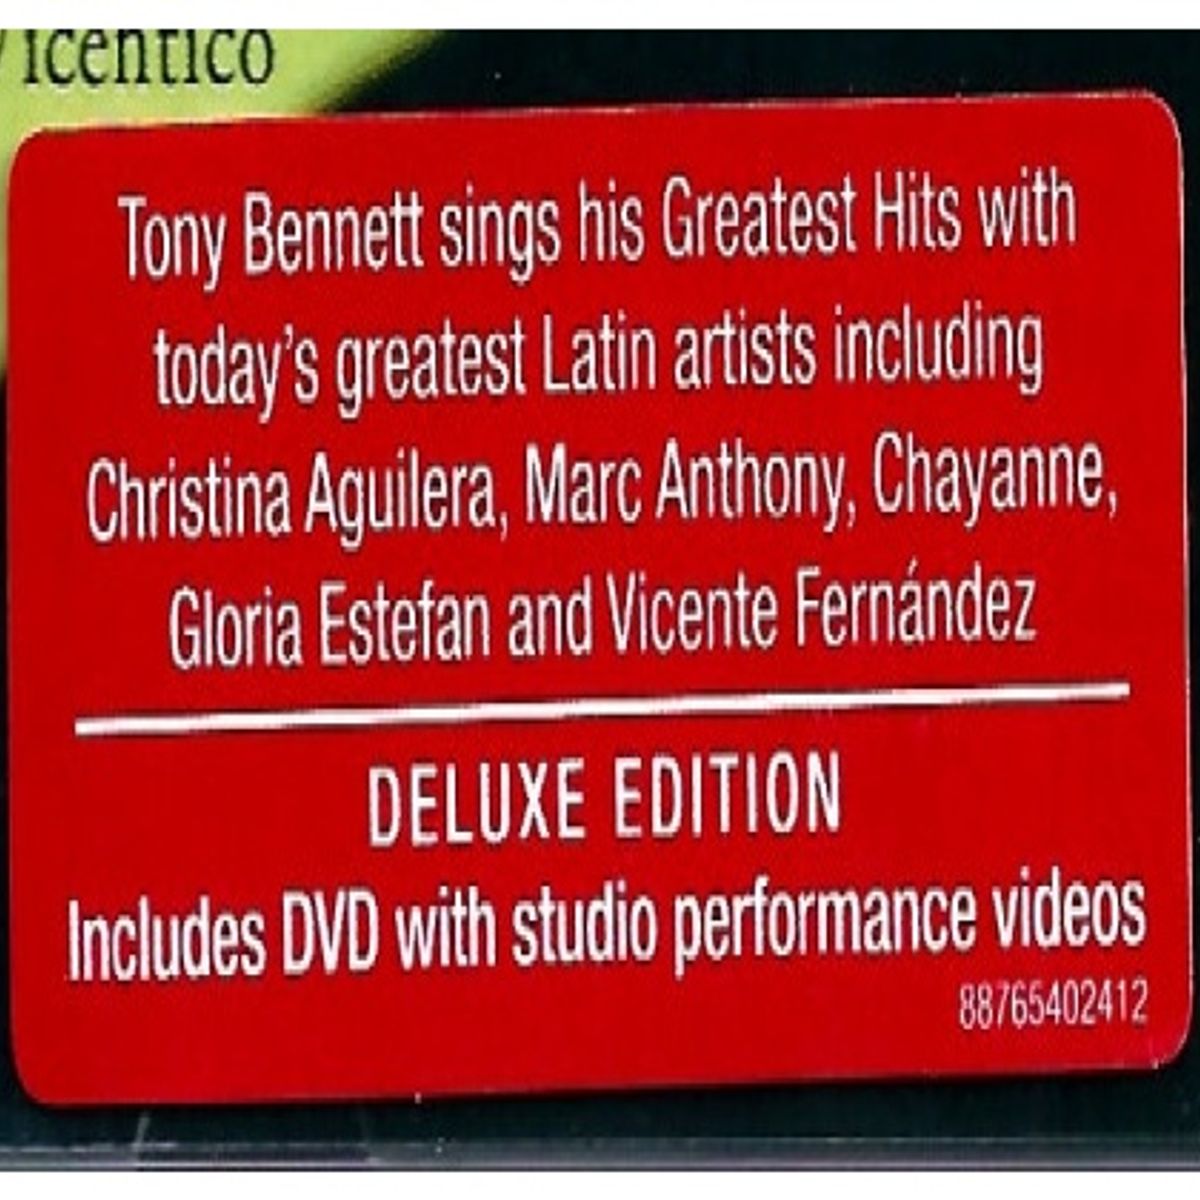 Vicentico
Tony Bennett sings his Greatest Hits with
today's greatest Latin artists including
Christina Aguilera, Marc Anthony, Chayanne,
Gloria Estefan and Vicente Fernández
DELUXE EDITION
Includes DVD with studio performance videos
88765402412